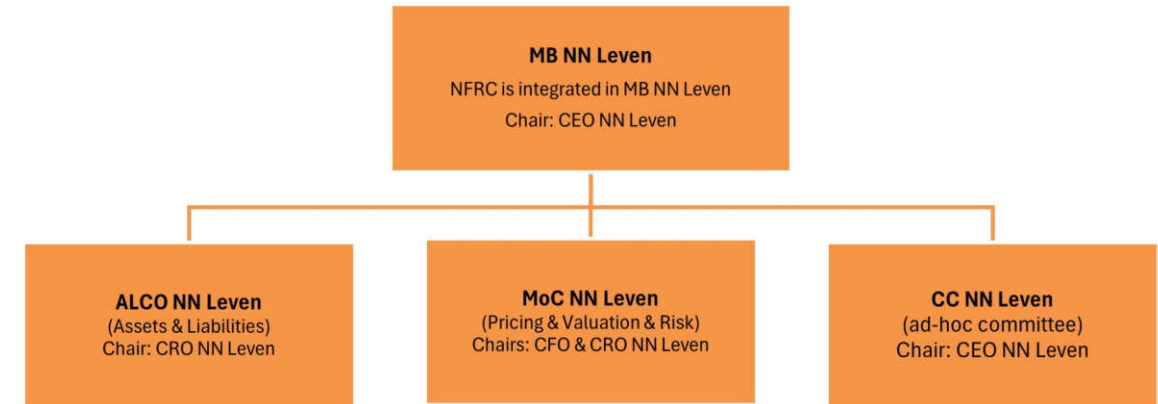 MB NN Leven
NFRC is integrated in MB NN Leven
Chair: CEO NN Leven
ALCO NN Leven
(Assets & Liabilities)
Chair: CRO NN Leven
MoC NN Leven
(Pricing & Valuation & Risk)
Chairs: CFO & CRO NN Leven
CC NN Leven
(ad-hoc committee)
Chair: CEO NN Leven